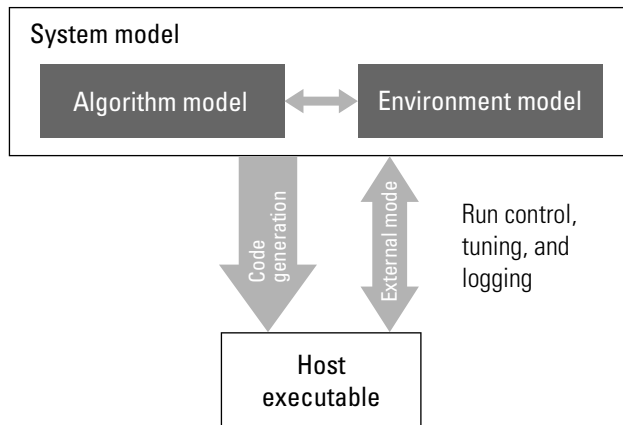 System model
Algorithm model
Environment model
Code
generation
External mode
Run control,
tuning, and
logging
Host
executable